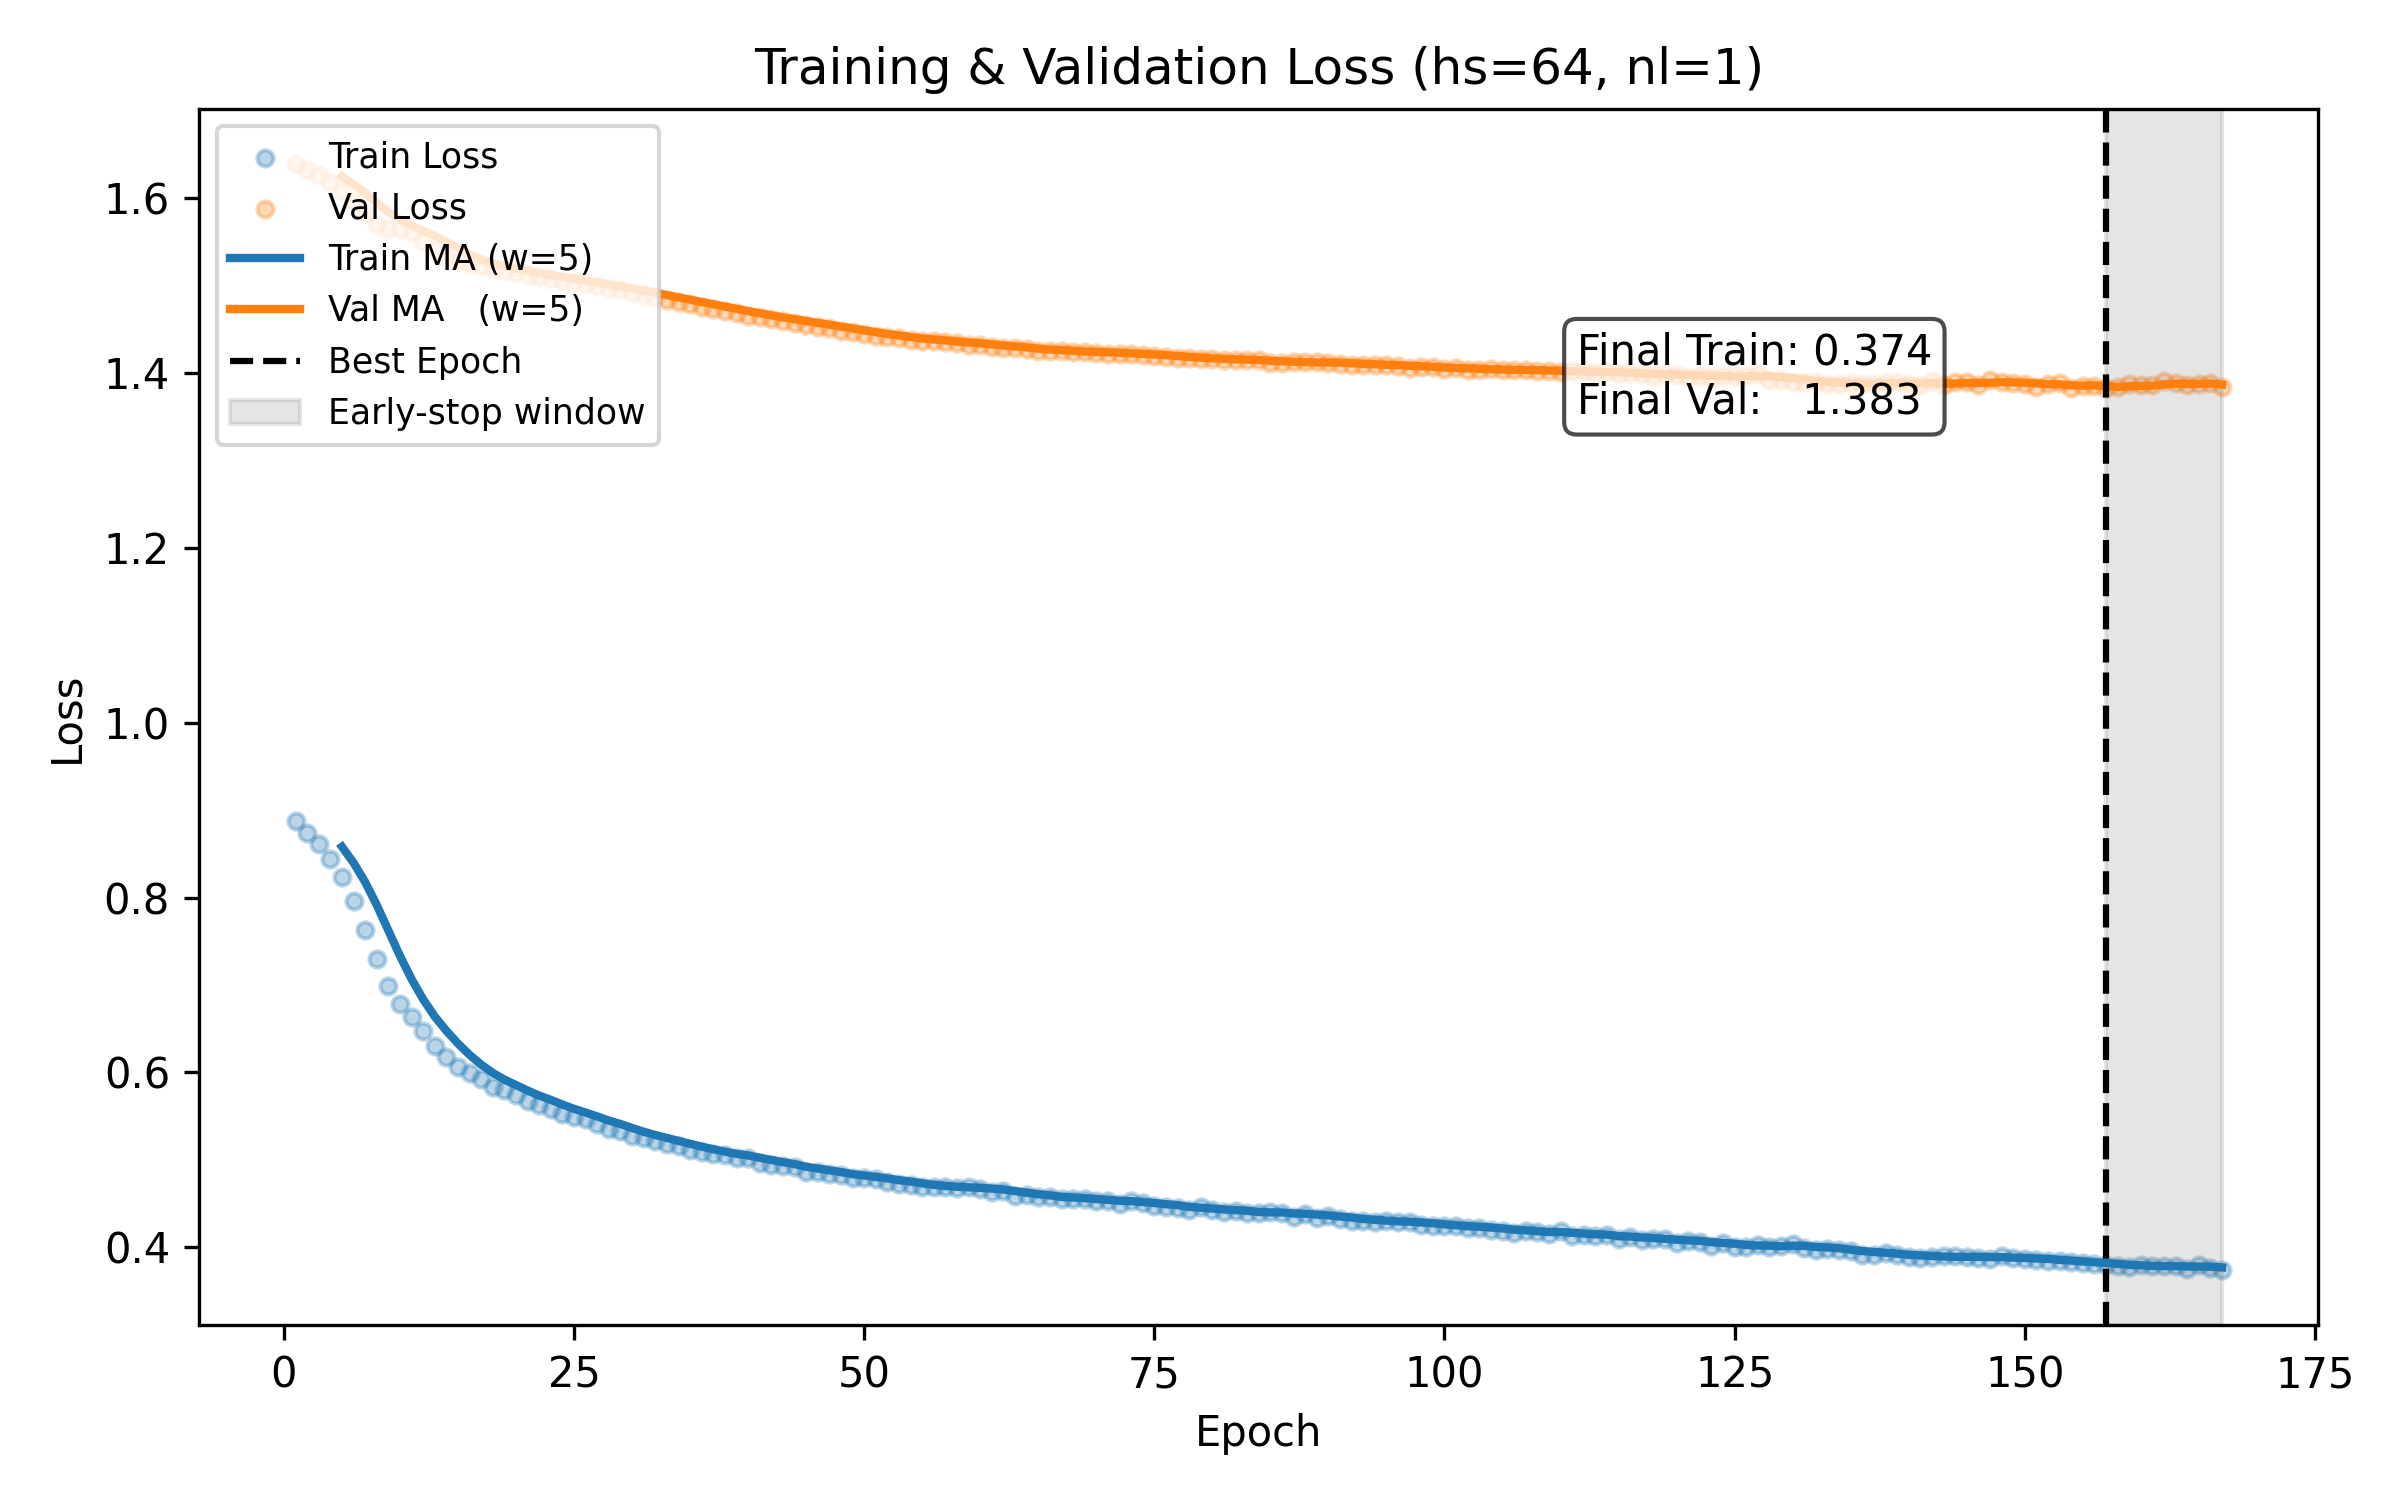 Training & Validation Loss (hs=64, nl=1)
Train Loss
Val Loss
Train MA (w=5)
Val MA   (w=5)
Best Epoch
Early-stop window
Final Train: 0.374
Final Val:   1.383
Loss
1.6
1.4
1.2
1.0
0.8
0.6
0.4
0 25 50 75 100 125 150 175
Epoch